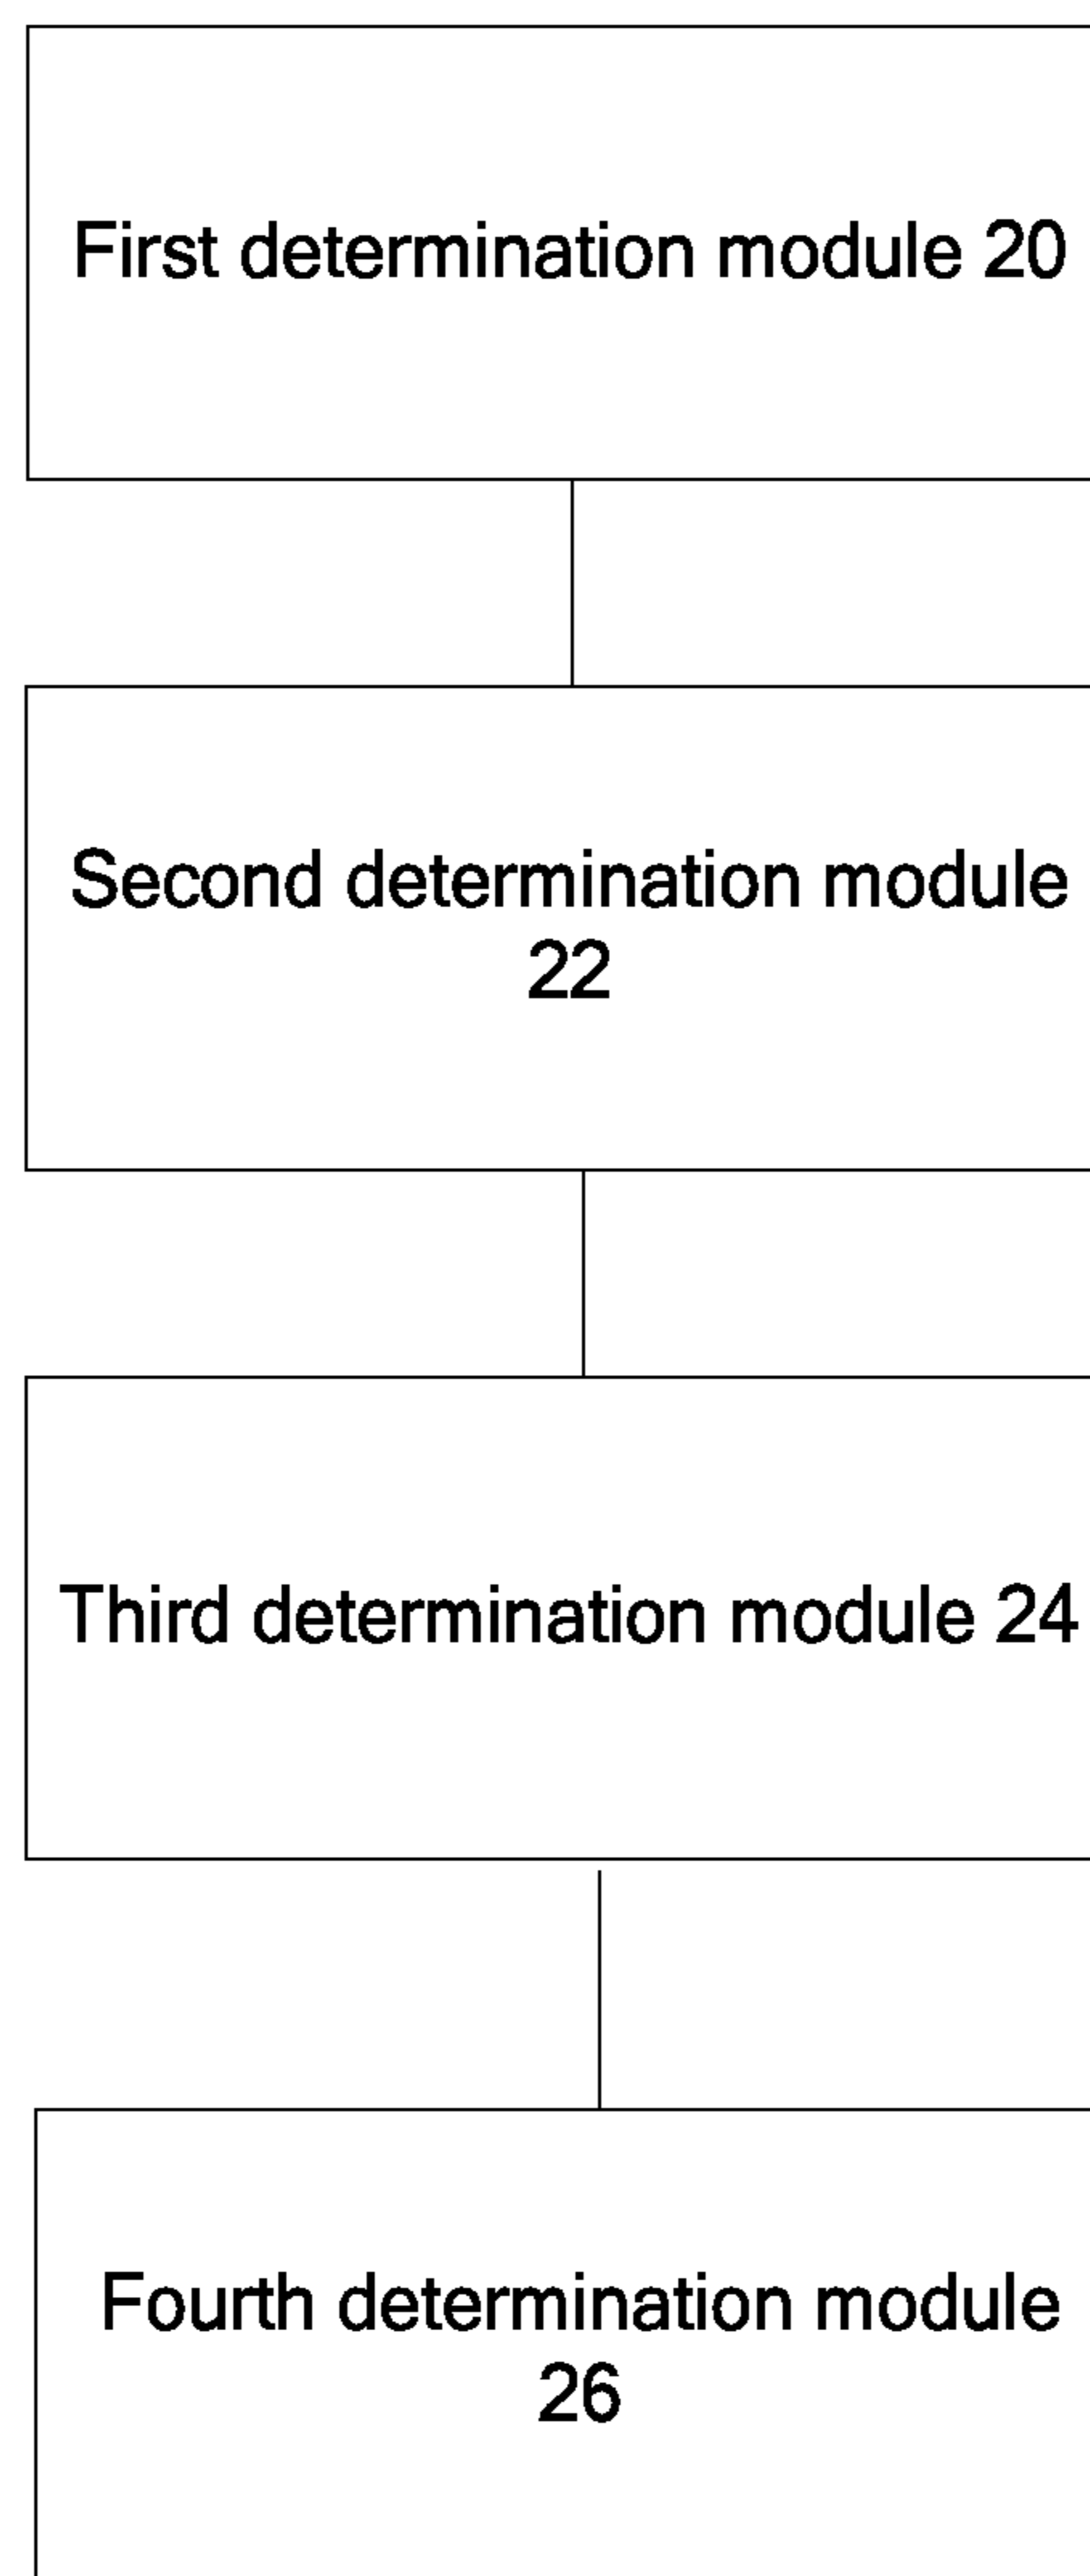 First determination module 20
Second determination module
22
Third determination module 24
Fourth determination module
26